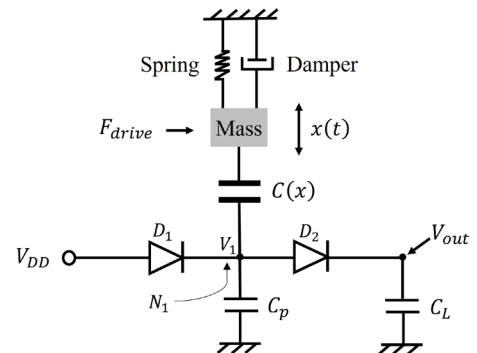 Spring
Damper
F_drive
Mass
x(t)
C(x)
D_1
V_1
D_2
V_out
V_DD
N_1
C_p
C_L